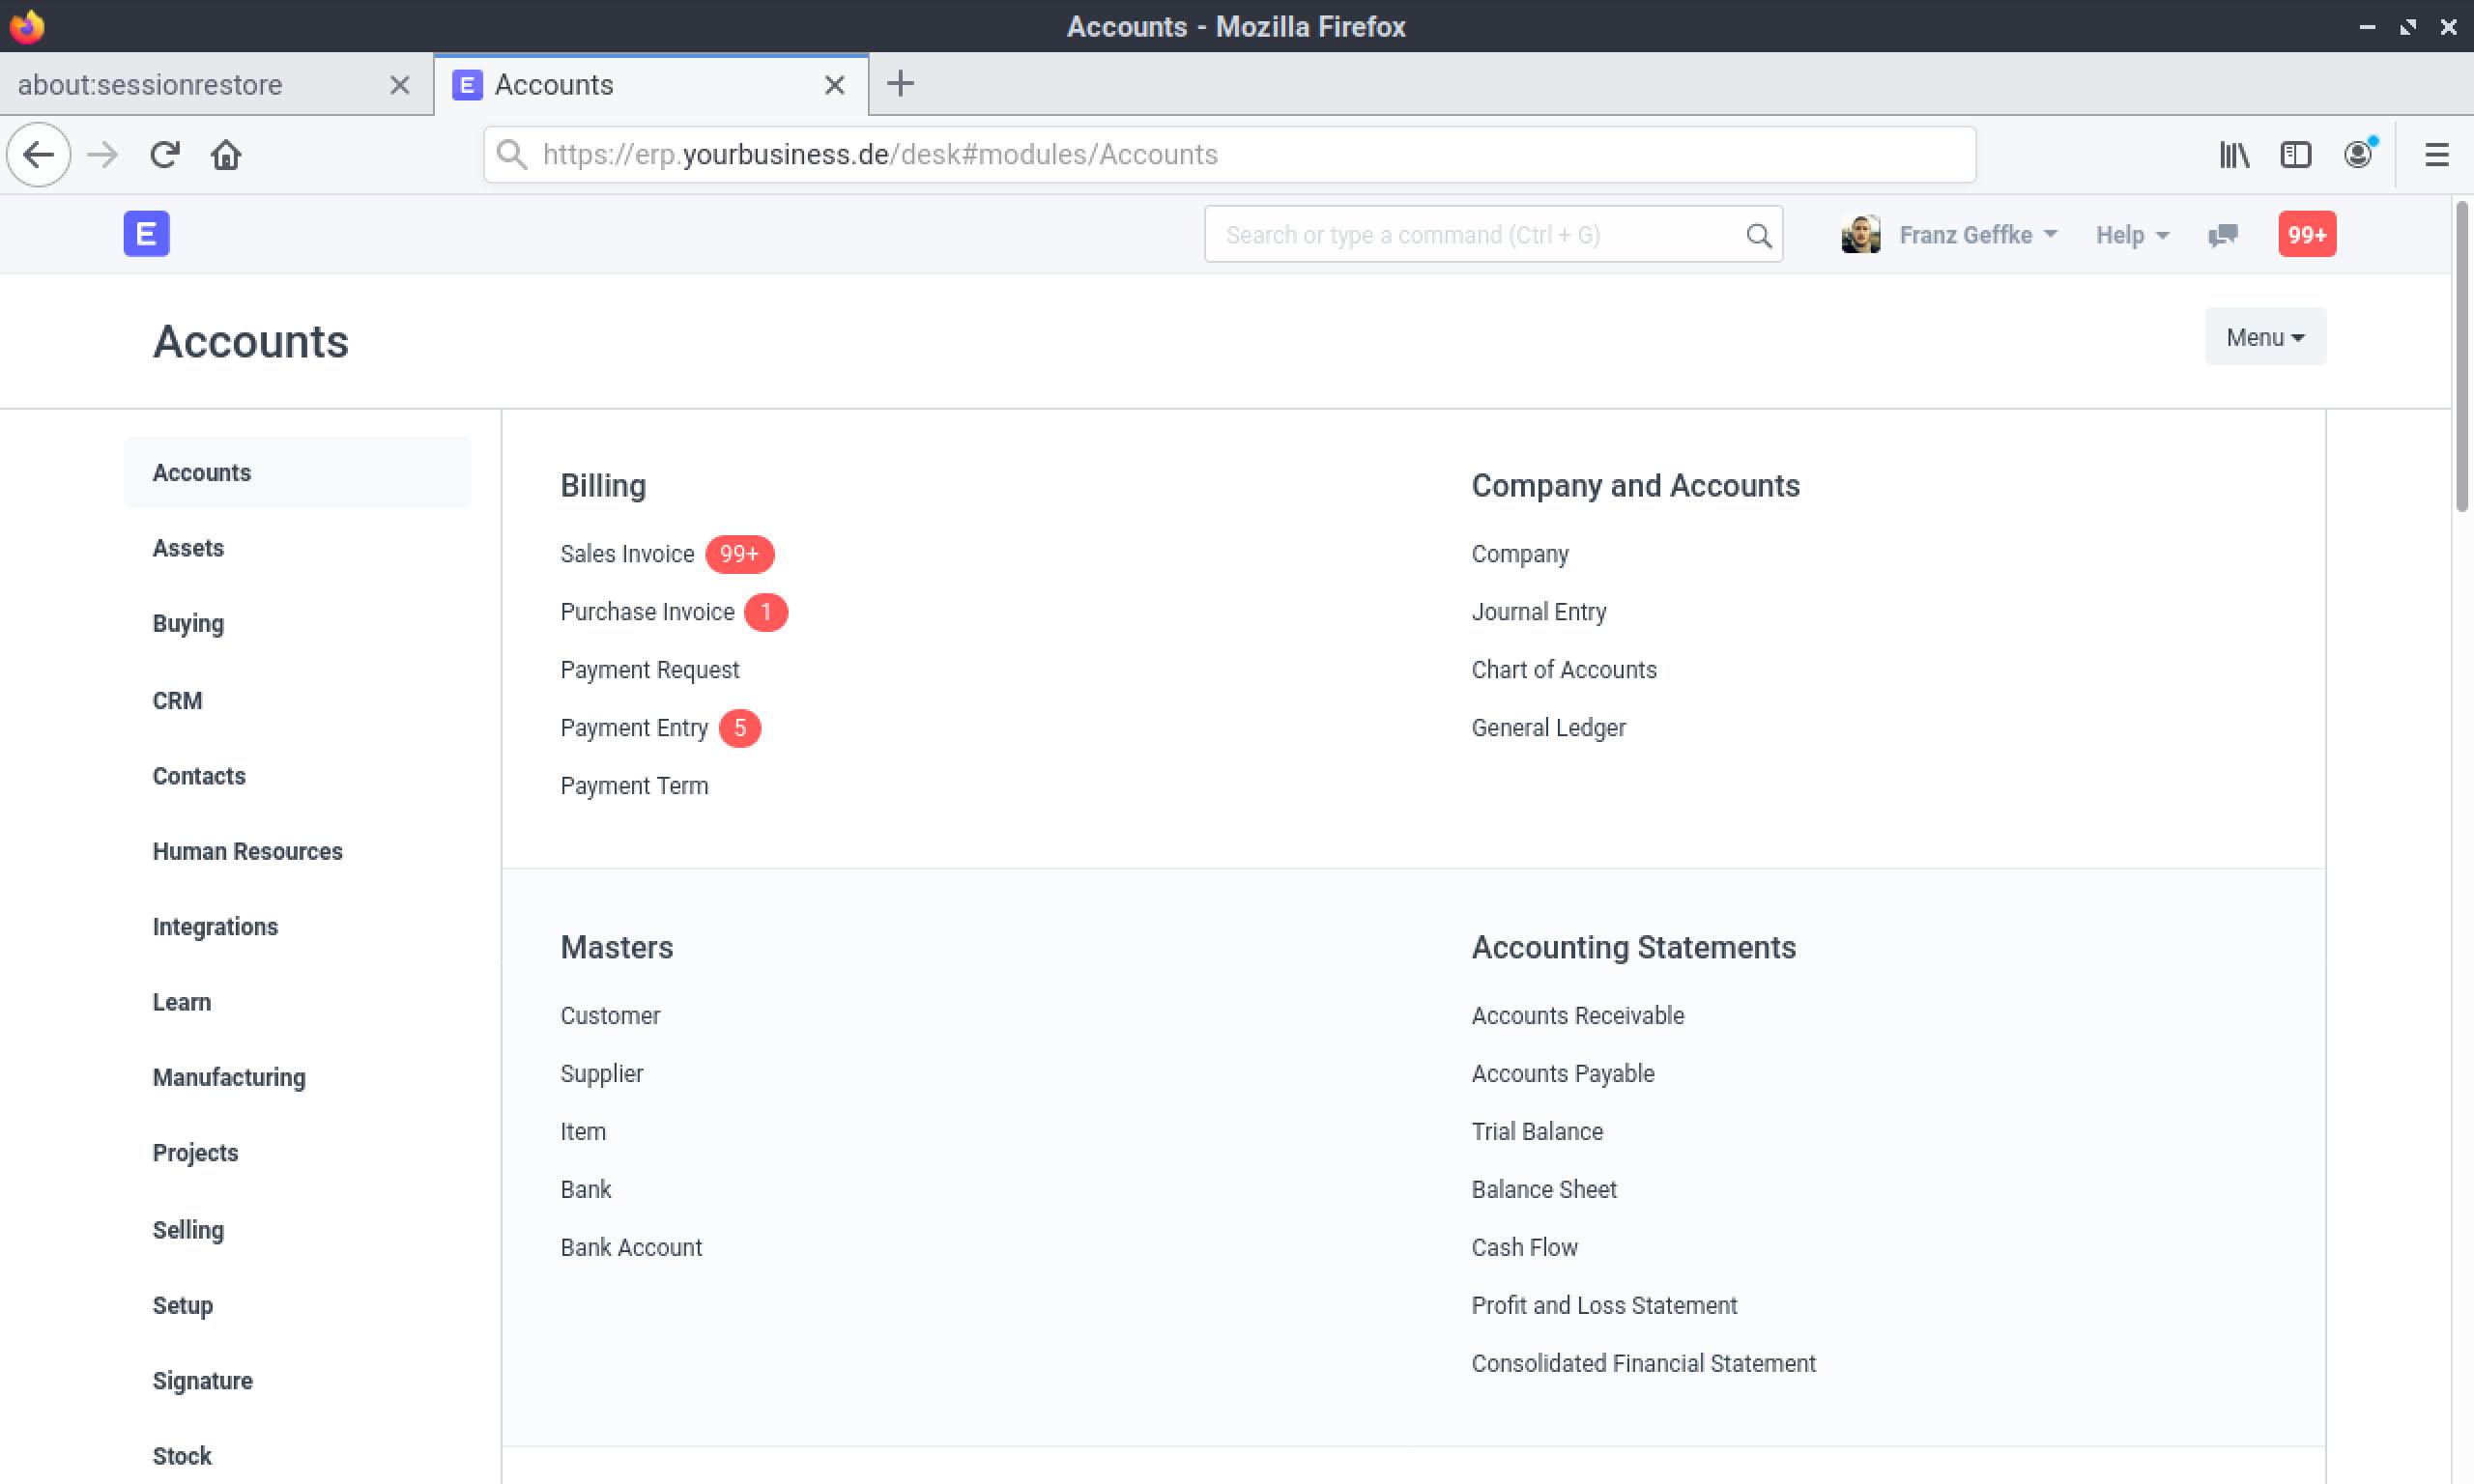 Accounts - Mozilla Firefox
about:sessionrestore
E Accounts
https://erp.yourbusiness.de/desk#modules/Accounts
E
Search or type a command (Ctrl + G)
Franz Geffke
Help
99+
Accounts
Menu
Accounts
Assets
Buying
CRM
Contacts
Human Resources
Integrations
Learn
Manufacturing
Projects
Selling
Setup
Signature
Stock
Billing
Sales Invoice 99+
Purchase Invoice 1
Payment Request
Payment Entry 5
Payment Term
Company and Accounts
Company
Journal Entry
Chart of Accounts
General Ledger
Masters
Customer
Supplier
Item
Bank
Bank Account
Accounting Statements
Accounts Receivable
Accounts Payable
Trial Balance
Balance Sheet
Cash Flow
Profit and Loss Statement
Consolidated Financial Statement